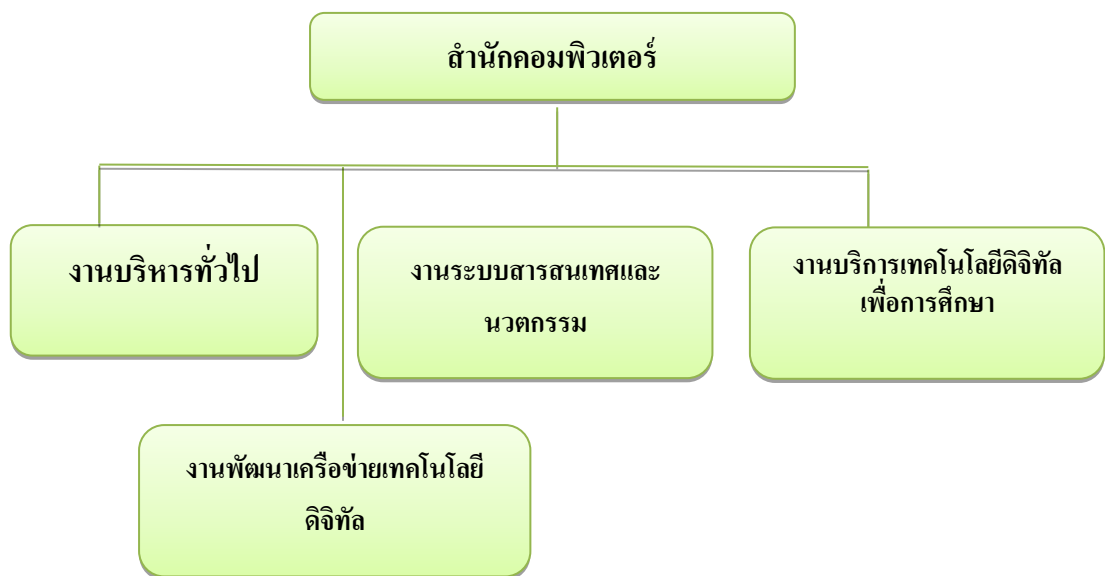 สำนักคอมพิวเตอร์
งานบริหารทั่วไป
งานระบบสารสนเทศและ
นวตกรรม
งานบริการเทคโนโลยีดิจิทัล
เพื่อการศึกษา
งานพัฒนาเครือข่ายเทคโนโลยี
ดิจิทัล